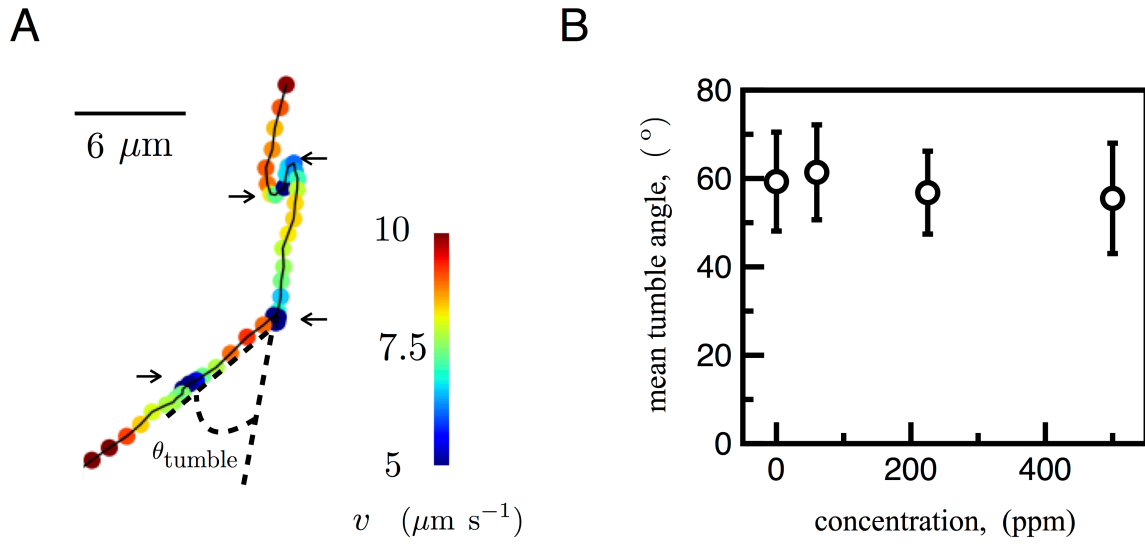 A
6 μm
10
7.5
5
θtumble
v (μm s⁻¹)
B
mean tumble angle, (°)
80
60
40
20
0
0 200 400
concentration, (ppm)